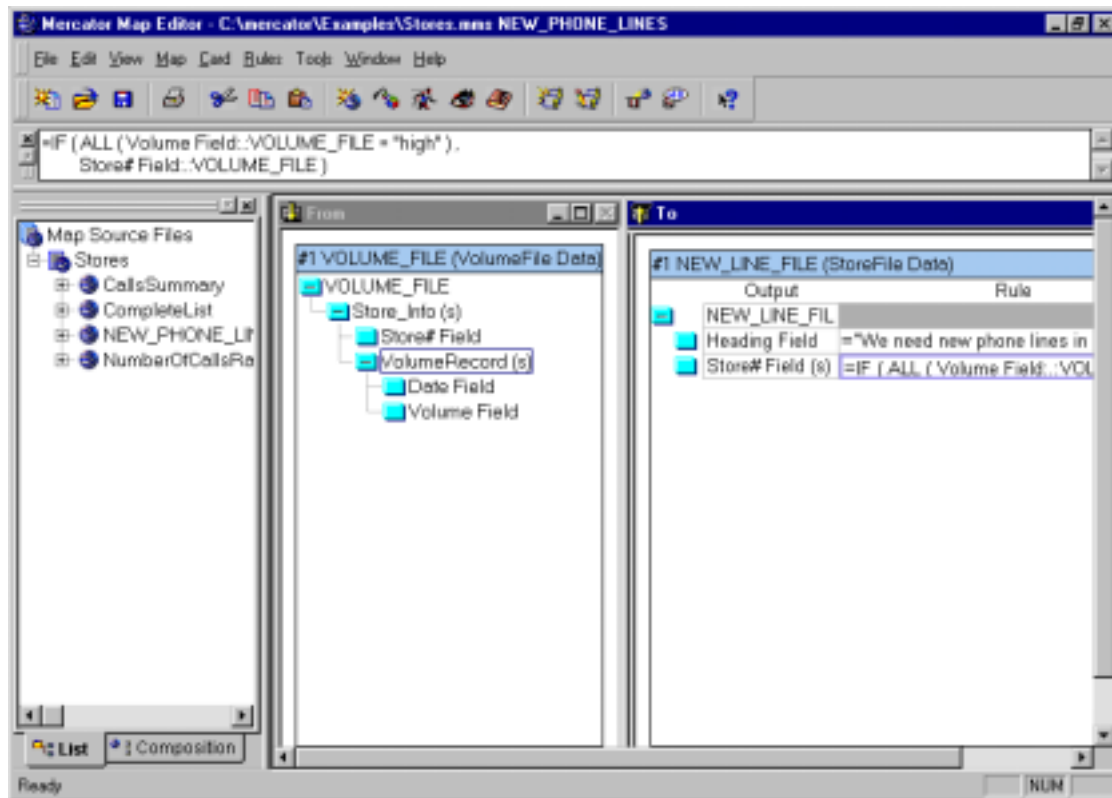 Mercator Map Editor - C:\mercator\Examples\Stores.mms NEW_PHONE_LINES
File Edit View Map Card Rules Tools Window Help
=IF ( ALL ( Volume Field:.:VOLUME_FILE = "high" ) ,
Store# Field:.:VOLUME_FILE )
Map Source Files
Stores
CallsSummary
CompleteList
NEW_PHONE_LI
NumberOfCallsRa
List
Composition
From
#1 VOLUME_FILE (VolumeFile Data)
VOLUME_FILE
Store_Info (s)
Store# Field
VolumeRecord (s)
Date Field
Volume Field
To
#1 NEW_LINE_FILE (StoreFile Data)
Output Rule
NEW_LINE_FIL
Heading Field ="We need new phone lines in
Store# Field (s) =IF ( ALL ( Volume Field:.:VOL
Ready
NUM